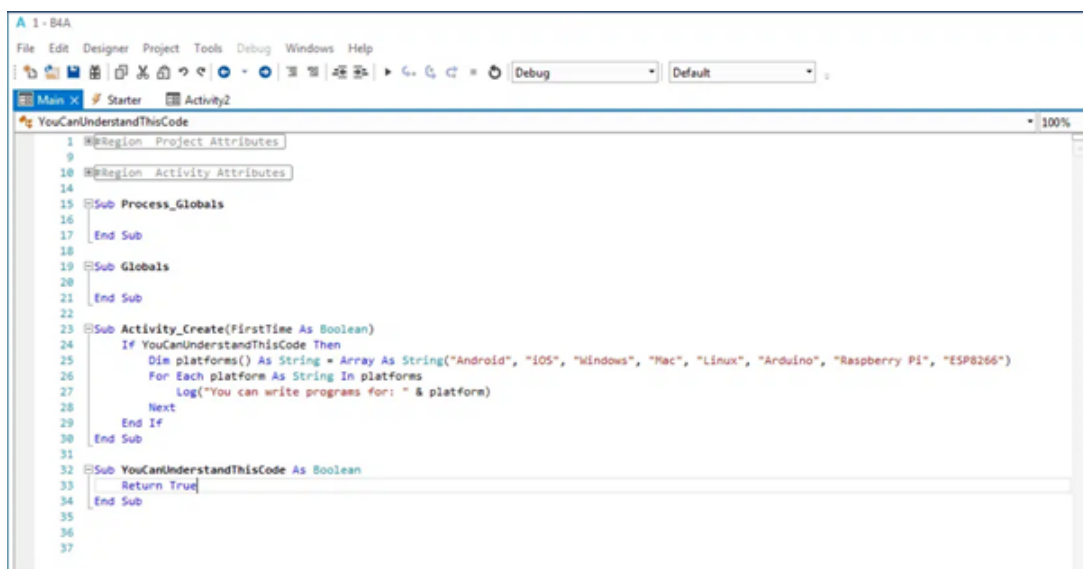 1 - B4A
File Edit Designer Project Tools Debug Windows Help
Debug Default
Main Starter Activity2
YouCanUnderstandThisCode 100%
1 #Region Project Attributes
9
10 #Region Activity Attributes
14
15 Sub Process_Globals
16
17 End Sub
18
19 Sub Globals
20
21 End Sub
22
23 Sub Activity_Create(FirstTime As Boolean)
24 If YouCanUnderstandThisCode Then
25 Dim platforms() As String = Array As String("Android", "iOS", "Windows", "Mac", "Linux", "Arduino", "Raspberry Pi", "ESP8266")
26 For Each platform As String In platforms
27 Log("You can write programs for: " & platform)
28 Next
29 End If
30 End Sub
31
32 Sub YouCanUnderstandThisCode As Boolean
33 Return True
34 End Sub
35
36
37